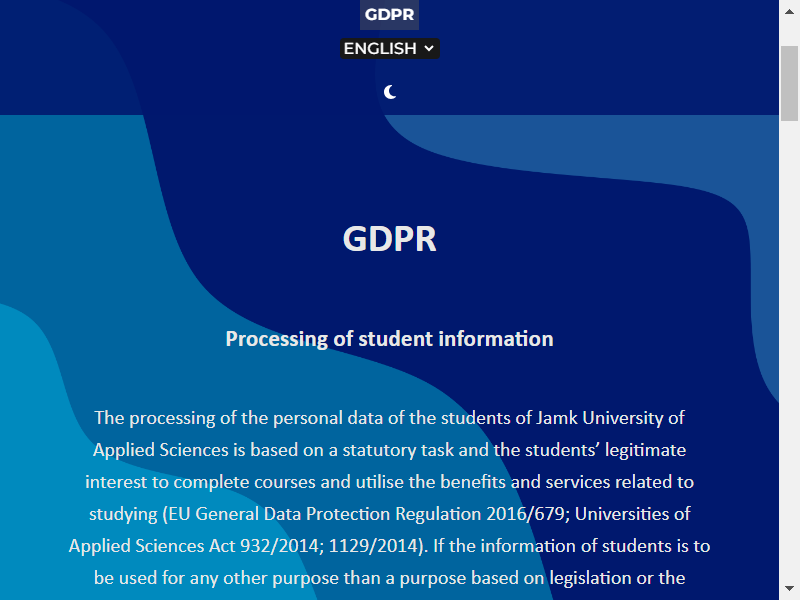 GDPR
ENGLISH
GDPR
Processing of student information
The processing of the personal data of the students of Jamk University of
Applied Sciences is based on a statutory task and the students’ legitimate
interest to complete courses and utilise the benefits and services related to
studying (EU General Data Protection Regulation 2016/679; Universities of
Applied Sciences Act 932/2014; 1129/2014). If the information of students is to
be used for any other purpose than a purpose based on legislation or the